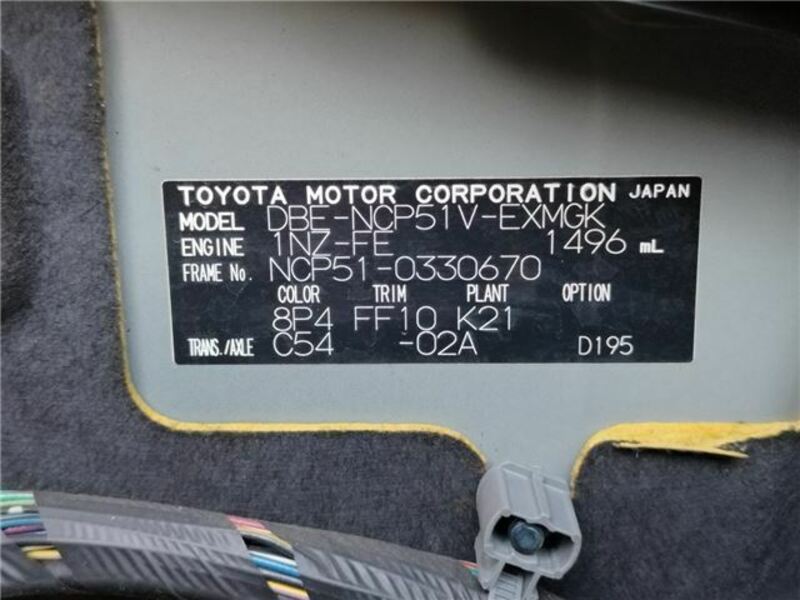 TOYOTA MOTOR CORPORATION JAPAN
MODEL DBE-NCP51V-EXMGK
ENGINE 1NZ-FE 1496 mL
FRAME No. NCP51-0330670
COLOR TRIM PLANT OPTION
8P4 FF10 K21
TRANS./AXLE C54 -02A D195